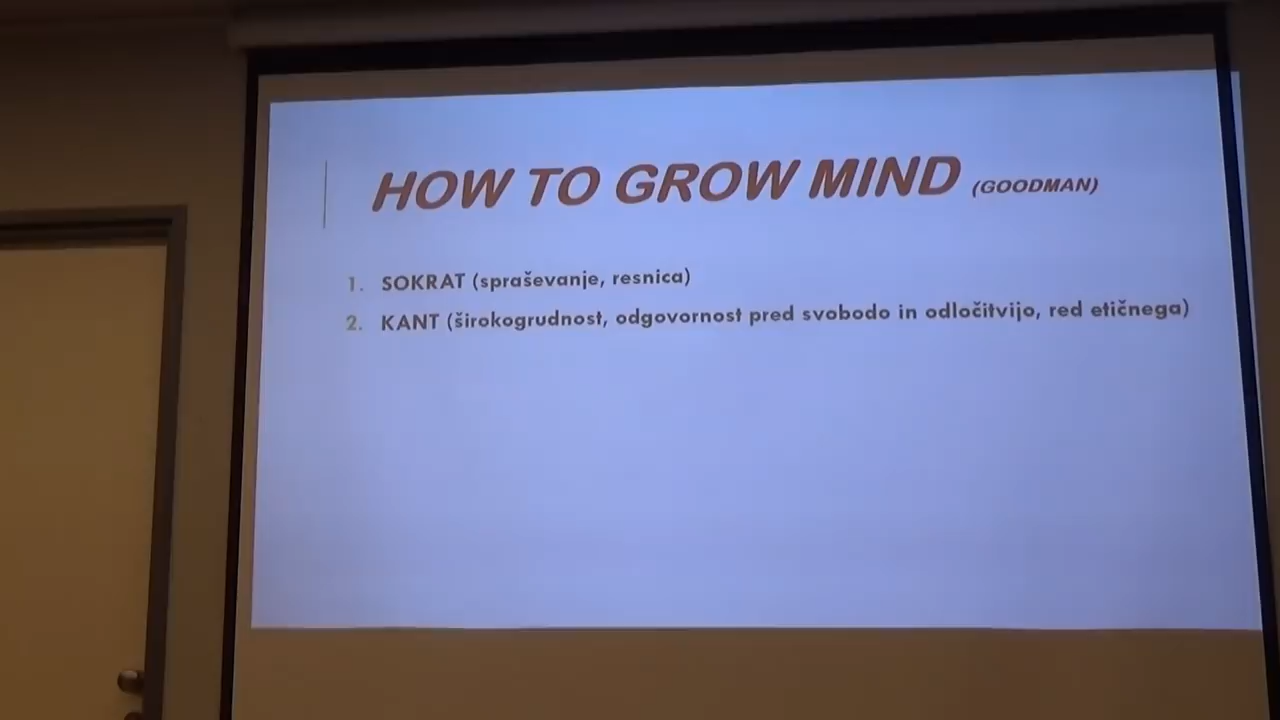 HOW TO GROW MIND (GOODMAN)
1. SOKRAT (spraševanje, resnica)
2. KANT (širokogrudnost, odgovornost pred svobodo in odločitvijo, red etičnega)